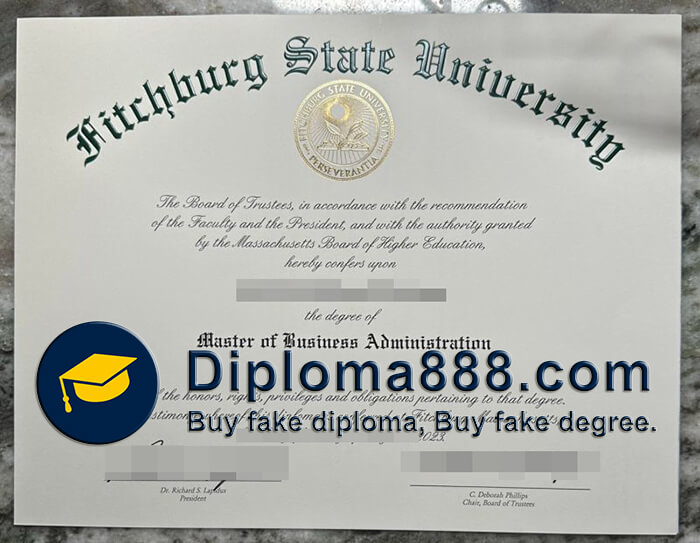 Fitchburg State University
FITCHBURG STATE UNIVERSITY
PERSEVERANTIA
The Board of Trustees, in accordance with the recommendation
of the Faculty and the President, and with the authority granted
by the Massachusetts Board of Higher Education,
hereby confers upon
the degree of
Master of Business Administration
Diploma888.com
the honors, rights, privileges and obligations pertaining to that degree.
Buy fake diploma, Buy fake degree.
2023.
Dr. Richard S. Lapidus
President
C. Deborah Phillips
Chair, Board of Trustees